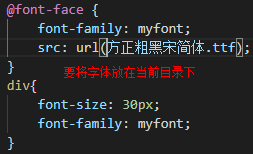 @font-face {
    font-family: myfont;
    src: url(方正粗黑宋简体.ttf);
}
要将字体放在当前目录下
div{
    font-size: 30px;
    font-family: myfont;
}